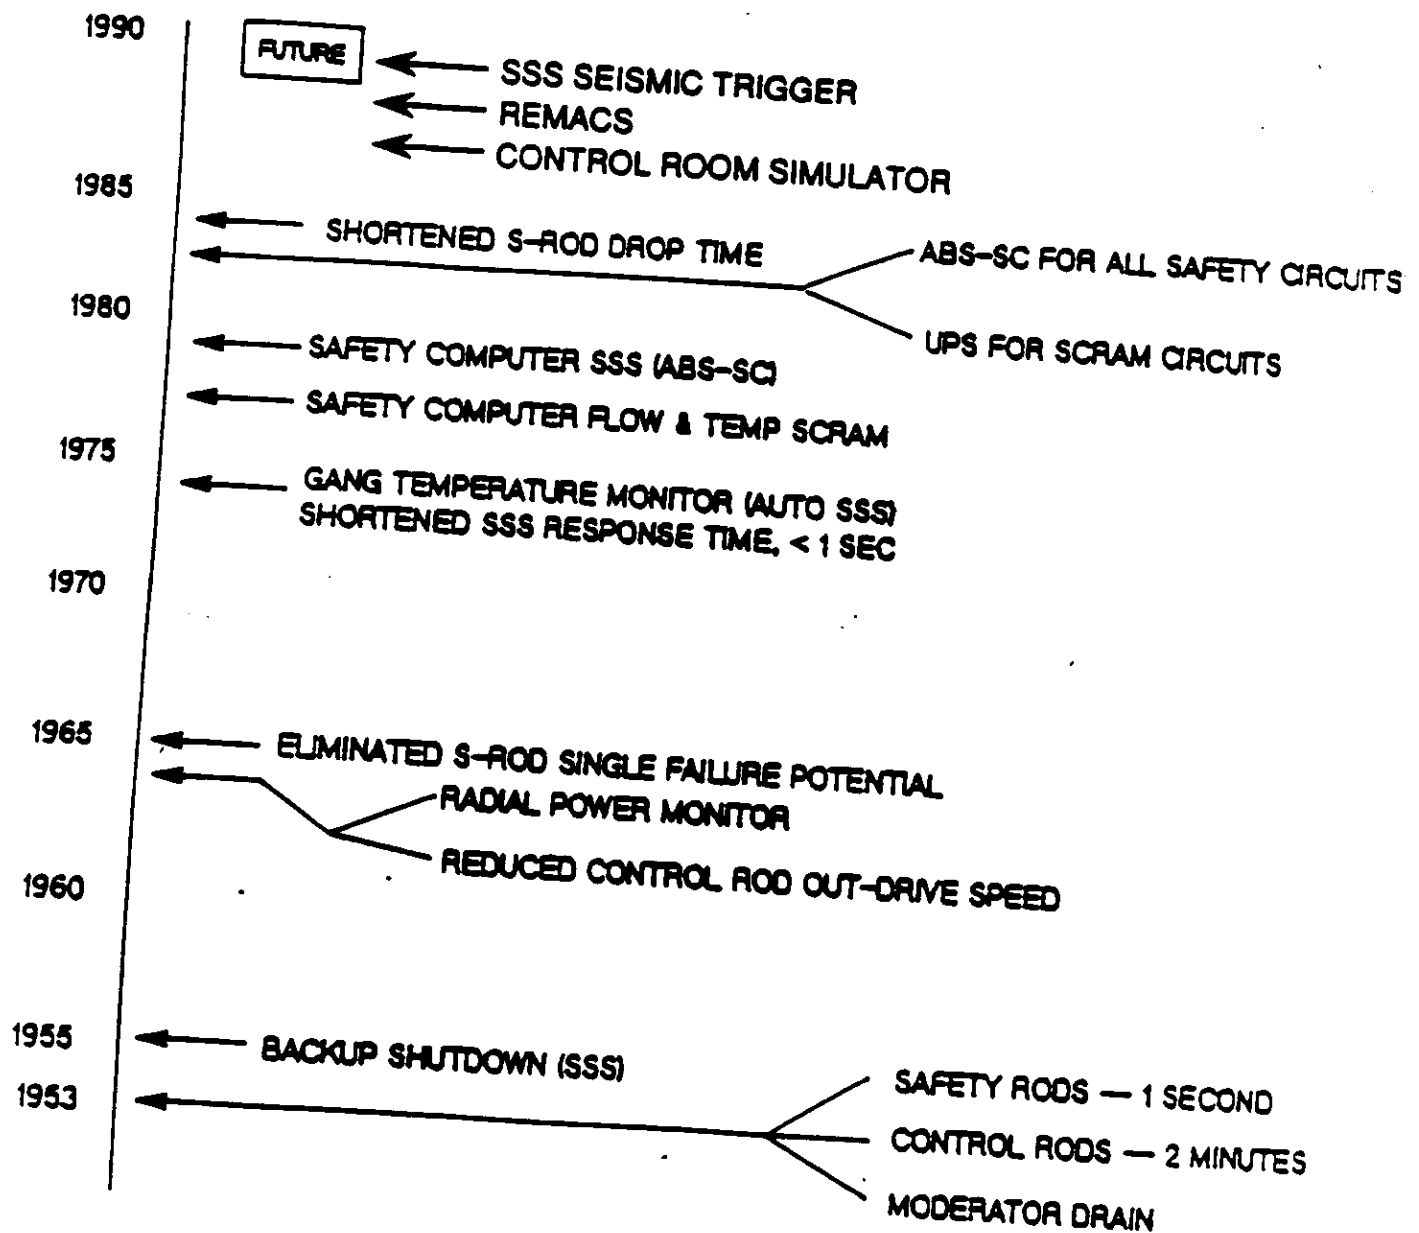 1990
FUTURE
SSS SEISMIC TRIGGER
REMACS
CONTROL ROOM SIMULATOR
1985
SHORTENED S-ROD DROP TIME
ABS-SC FOR ALL SAFETY CIRCUITS
1980
UPS FOR SCRAM CIRCUITS
SAFETY COMPUTER SSS (ABS-SC)
SAFETY COMPUTER FLOW & TEMP SCRAM
1975
GANG TEMPERATURE MONITOR (AUTO SSS)
SHORTENED SSS RESPONSE TIME, < 1 SEC
1970
1965
ELIMINATED S-ROD SINGLE FAILURE POTENTIAL
RADIAL POWER MONITOR
REDUCED CONTROL ROD OUT-DRIVE SPEED
1960
1955
BACKUP SHUTDOWN (SSS)
1953
SAFETY RODS — 1 SECOND
CONTROL RODS — 2 MINUTES
MODERATOR DRAIN